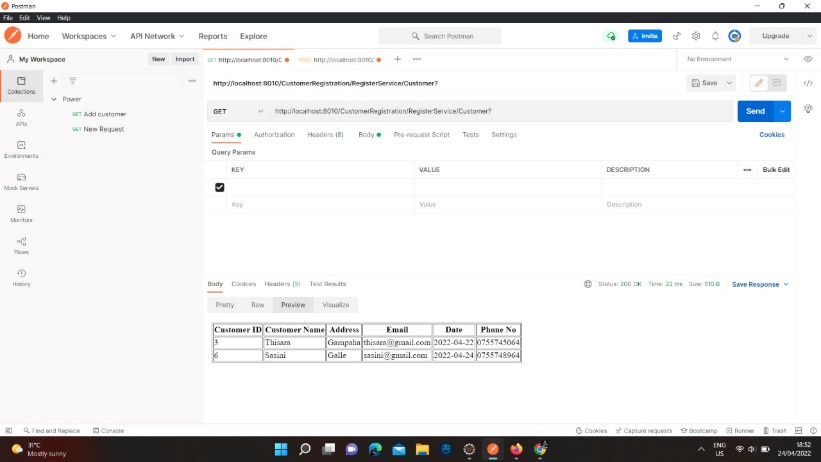 Postman
File Edit View Help
Home Workspaces API Network Reports Explore
Search Postman
Invite
Upgrade
My Workspace
New Import
GET http://localhost:8010/C
POST http://localhost:8010/
No Environment
http://localhost:8010/CustomerRegistration/RegisterService/Customer?
Save
Collections
APIs
Environments
Mock Servers
Monitors
Flows
History
Power
GET Add customer
GET New Request
GET http://localhost:8010/CustomerRegistration/RegisterService/Customer?
Send
Params Authorization Headers (8) Body Pre-request Script Tests Settings
Cookies
Query Params
KEY VALUE DESCRIPTION
Bulk Edit
Key Value Description
Body Cookies Headers (5) Test Results
Status: 200 OK Time: 22 ms Size: 510 B Save Response
Pretty Raw Preview Visualize
Customer ID Customer Name Address Email Date Phone No
3 Thisara Gampaha thisara@gmail.com 2022-04-22 0755745064
6 Sasini Galle sasini@gmail.com 2022-04-24 0755748964
Find and Replace Console
Cookies Capture requests Bootcamp Runner Trash
31°C
Mostly sunny
ENG
US
18:52
24/04/2022